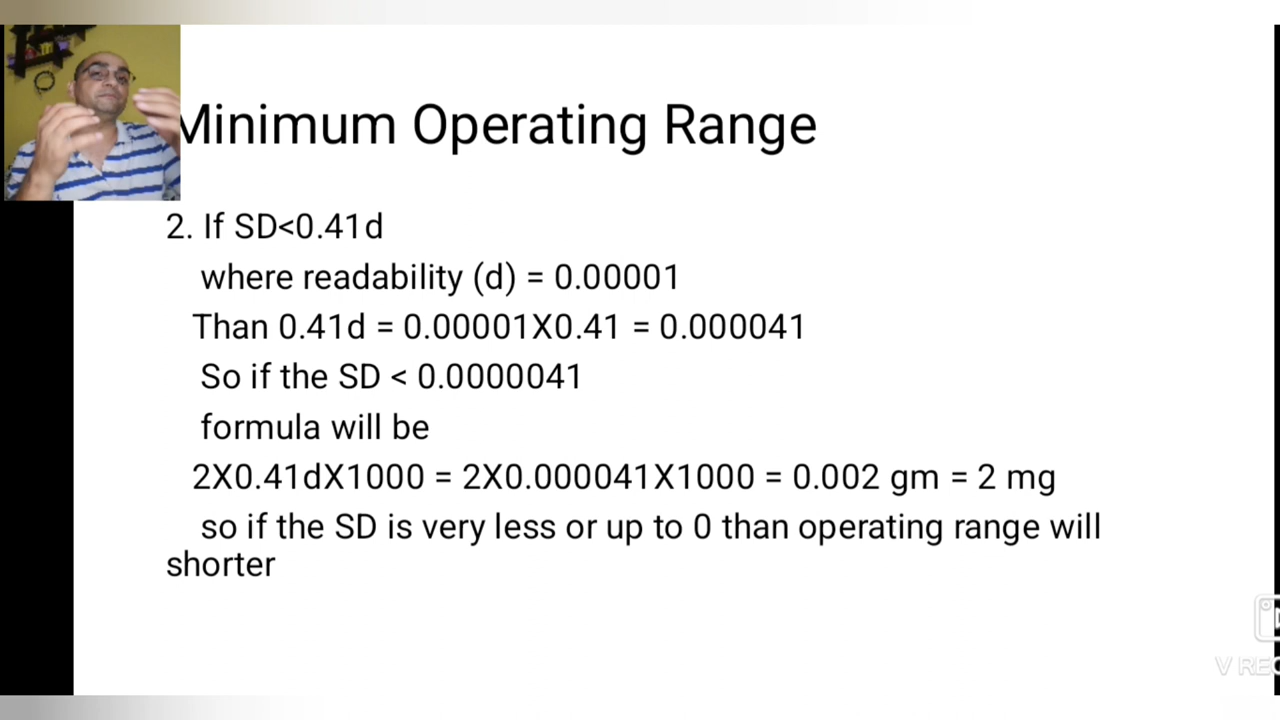 Minimum Operating Range
2. If SD<0.41d
where readability (d) = 0.00001
Than 0.41d = 0.00001X0.41 = 0.000041
So if the SD < 0.0000041
formula will be
2X0.41dX1000 = 2X0.000041X1000 = 0.002 gm = 2 mg
so if the SD is very less or up to 0 than operating range will
shorter
V REC